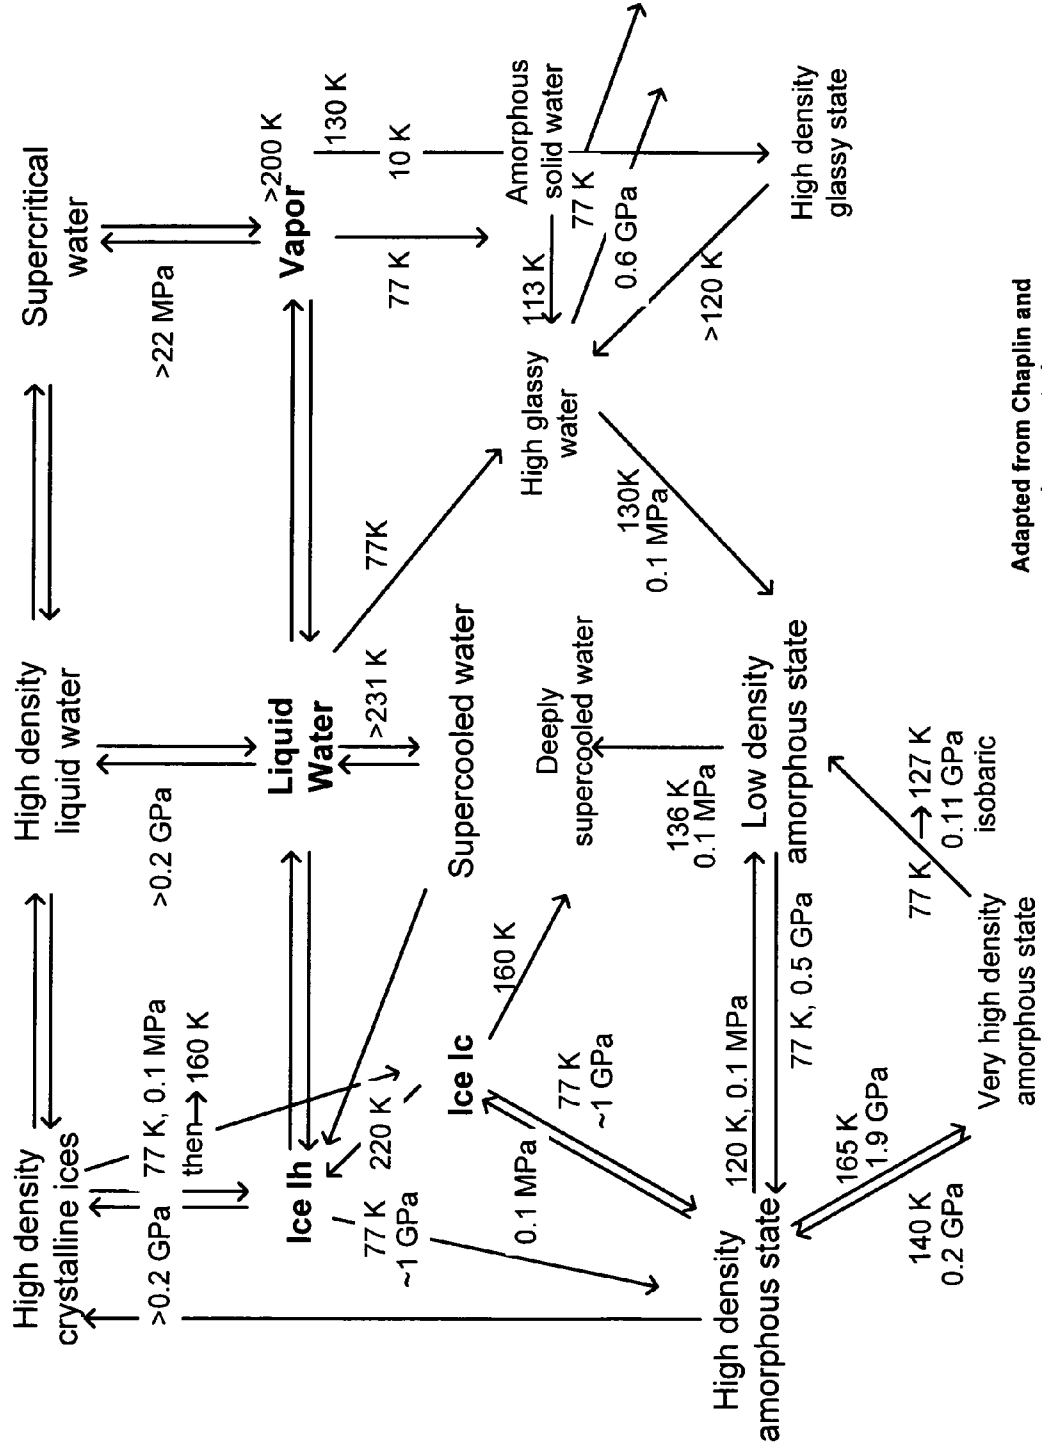 High density
crystalline ices
High density
liquid water
Supercritical
water
>0.2 GPa
77 K, 0.1 MPa
then→160 K
>0.2 GPa
>22 MPa
Ice Ih
Liquid
Water
Vapor
>200 K
130 K
77 K
~1 GPa
220 K
>231 K
77K
77 K
10 K
Ice Ic
Supercooled water
160 K
0.1 MPa
77 K
~1 GPa
Deeply
supercooled water
High glassy
water
113 K
Amorphous
solid water
77 K
0.6 GPa
136 K
0.1 MPa
130K
0.1 MPa
>120 K
High density
amorphous state
120 K, 0.1 MPa
77 K, 0.5 GPa
Low density
amorphous state
High density
glassy state
140 K
0.2 GPa
165 K
1.9 GPa
77 K→127 K
0.11 GPa
isobaric
Very high density
amorphous state
Adapted from Chaplin and